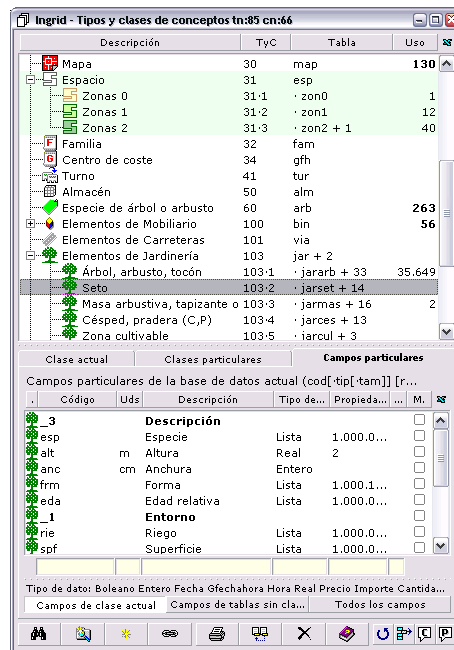 Ingrid - Tipos y clases de conceptos tn:85 cn:66
Descripción TyC Tabla Uso
Mapa 30 map 130
Espacio 31 esp
Zonas 0 31·1 · zon0 1
Zonas 1 31·2 · zon1 12
Zonas 2 31·3 · zon2 + 1 40
F Familia 32 fam
G Centro de coste 34 gfh
Turno 41 tur
Almacén 50 alm
Especie de árbol o arbusto 60 arb 263
Elementos de Mobiliario 100 bin 56
Elementos de Carreteras 101 via
Elementos de Jardinería 103 jar + 2
Árbol, arbusto, tocón 103·1 · jararb + 33 35.649
Seto 103·2 · jarset + 14
Masa arbustiva, tapizante o 103·3 · jarmas + 16 2
Césped, pradera (C,P) 103·4 · jarces + 13
Zona cultivable 103·5 · jarcul + 3
Clase actual Clases particulares Campos particulares
Campos particulares de la base de datos actual (cod[·tip[·tam]] [r...
. Código Uds Descripción Tipo de... Propieda... ... M.
_3 Descripción
esp Especie Lista 1.000.0...
alt m Altura Real 2
anc cm Anchura Entero
frm Forma Lista 1.000.1...
eda Edad relativa Lista 1.000.0...
_1 Entorno
rie Riego Lista 1.000.0...
spf Superficie Lista 1.000.0...
Tipo de dato: Boleano Entero Fecha Gfechahora Hora Real Precio Importe Cantida...
Campos de clase actual Campos de tablas sin cla... Todos los campos
C P